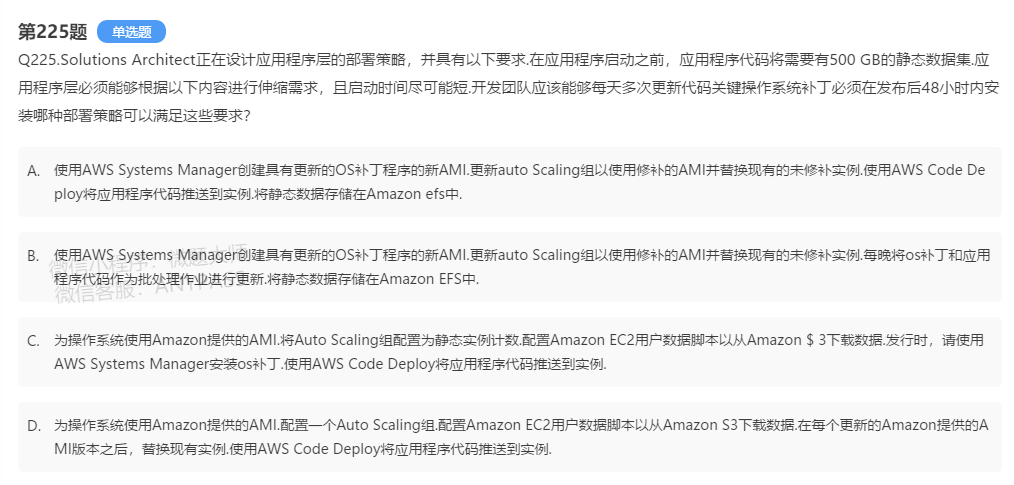 第225题 单选题
Q225.Solutions Architect正在设计应用程序层的部署策略，并具有以下要求.在应用程序启动之前，应用程序代码将需要有500 GB的静态数据集.应
用程序层必须能够根据以下内容进行伸缩需求，且启动时间尽可能短.开发团队应该能够每天多次更新代码关键操作系统补丁必须在发布后48小时内安
装哪种部署策略可以满足这些要求?
A. 使用AWS Systems Manager创建具有更新的OS补丁程序的新AMI.更新auto Scaling组以使用修补的AMI并替换现有的未修补实例.使用AWS Code De
ploy将应用程序代码推送到实例.将静态数据存储在Amazon efs中.
B. 使用AWS Systems Manager创建具有更新的OS补丁程序的新AMI.更新auto Scaling组以使用修补的AMI并替换现有的未修补实例.每晚将os补丁和应用
程序代码作为批处理作业进行更新.将静态数据存储在Amazon EFS中.
微信小程序：微题大师
微信客服：
C. 为操作系统使用Amazon提供的AMI.将Auto Scaling组配置为静态实例计数.配置Amazon EC2用户数据脚本以从Amazon $ 3下载数据.发行时，请使用
AWS Systems Manager安装os补丁.使用AWS Code Deploy将应用程序代码推送到实例.
D. 为操作系统使用Amazon提供的AMI.配置一个Auto Scaling组.配置Amazon EC2用户数据脚本以从Amazon S3下载数据.在每个更新的Amazon提供的A
MI版本之后，替换现有实例.使用AWS Code Deploy将应用程序代码推送到实例.